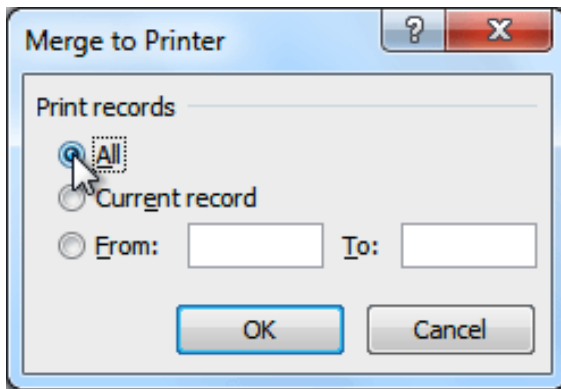 Merge to Printer
Print records
All
Current record
From: To:
OK Cancel